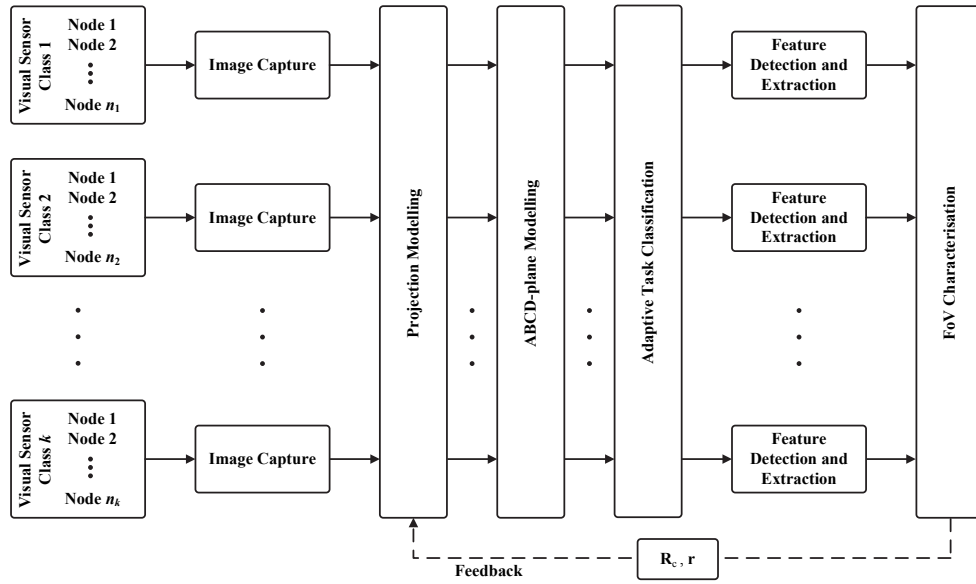 Visual Sensor
Class 1
Node 1
Node 2
Node n₁
Image Capture
Feature
Detection and
Extraction
Visual Sensor
Class 2
Node 1
Node 2
Node n₂
Image Capture
Feature
Detection and
Extraction
Projection Modelling
ABCD-plane Modelling
Adaptive Task Classification
FoV Characterisation
Visual Sensor
Class k
Node 1
Node 2
Node nₖ
Image Capture
Feature
Detection and
Extraction
Feedback
R_c , r